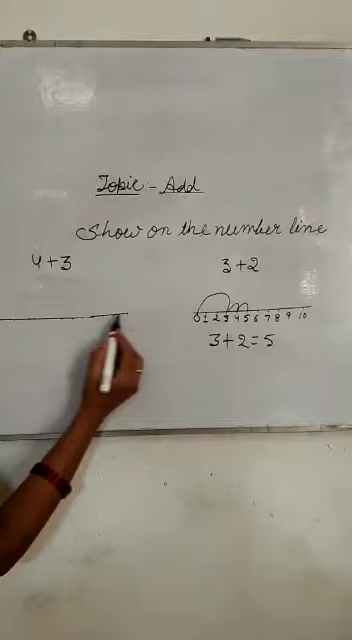 Topic - Add
Show on the number line
4+3
3+2
0 1 2 3 4 5 6 7 8 9 10
3+2=5